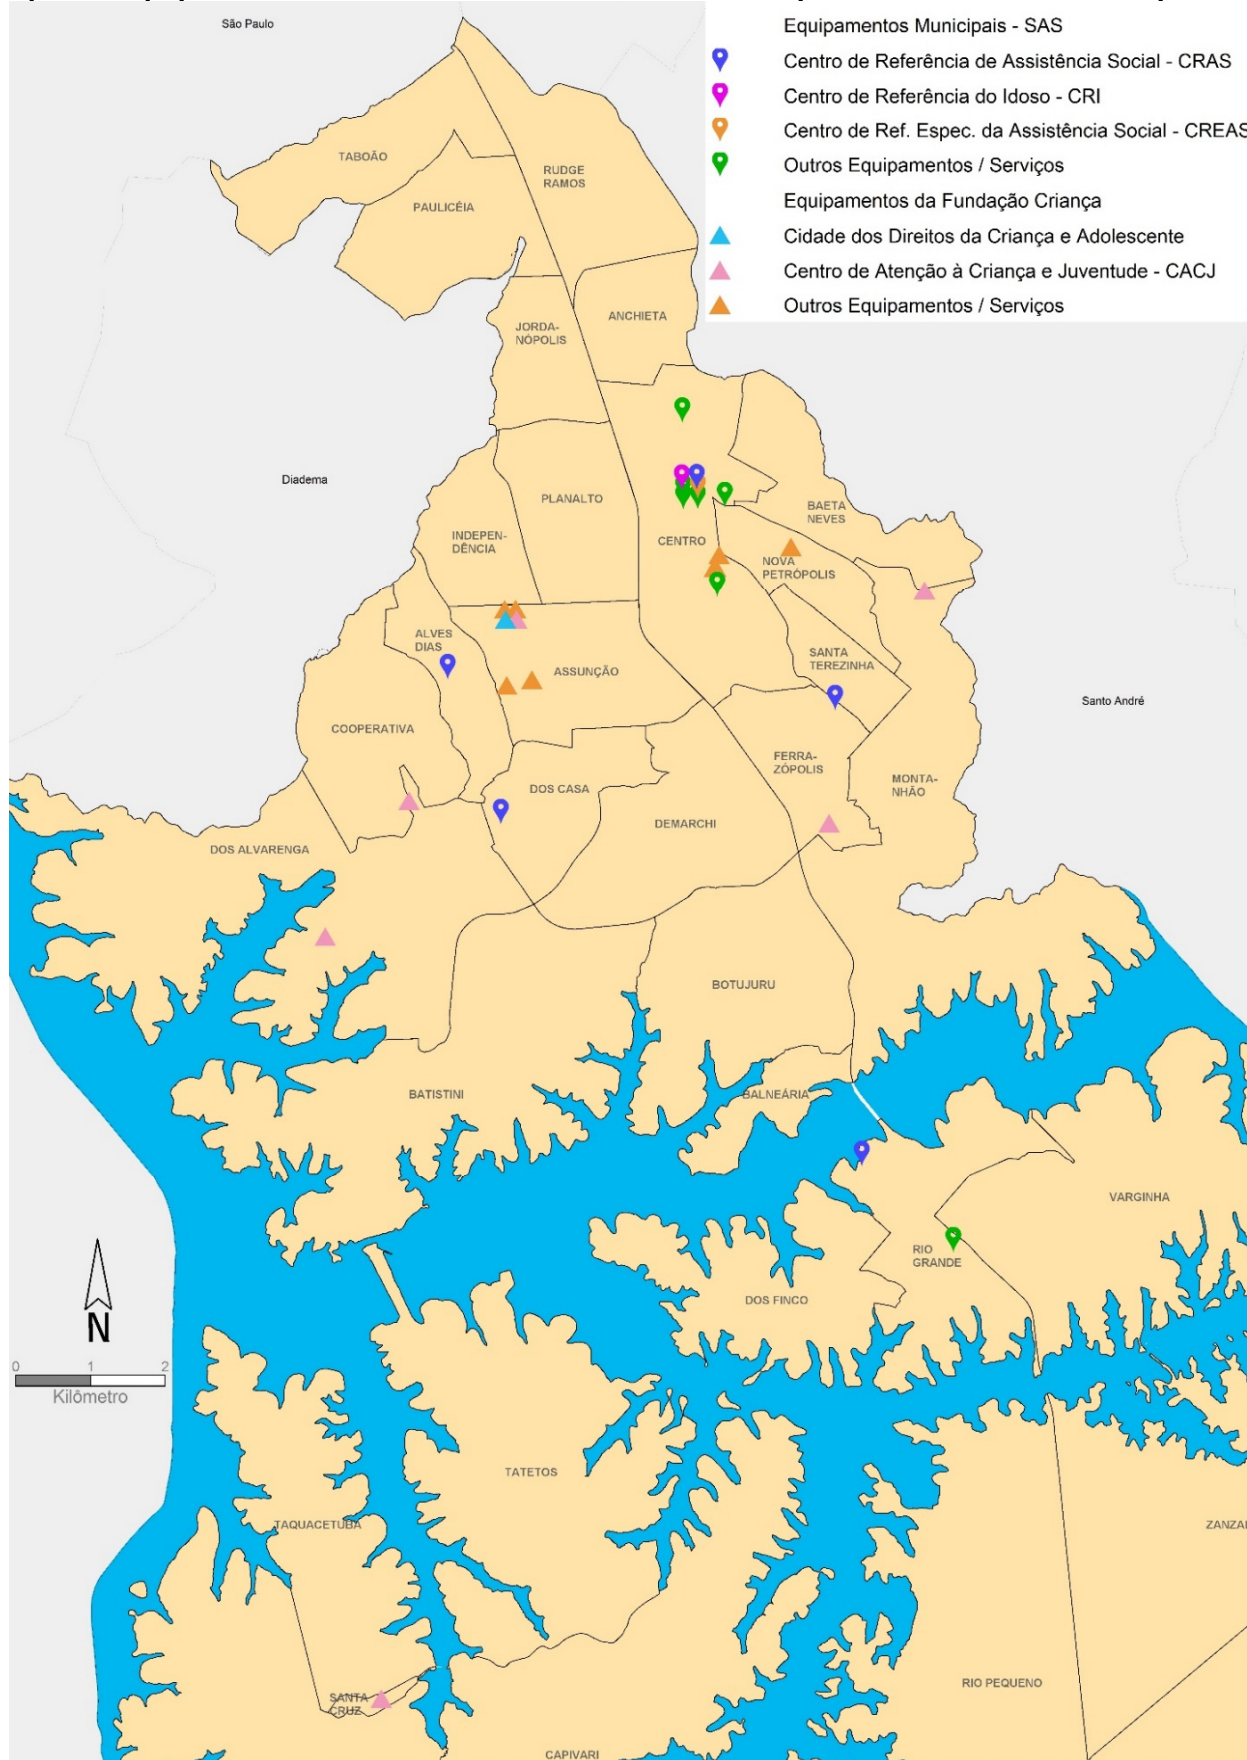 São Paulo
Equipamentos Municipais - SAS
Centro de Referência de Assistência Social - CRAS
Centro de Referência do Idoso - CRI
Centro de Ref. Espec. da Assistência Social - CREAS
Outros Equipamentos / Serviços
Equipamentos da Fundação Criança
Cidade dos Direitos da Criança e Adolescente
Centro de Atenção à Criança e Juventude - CACJ
Outros Equipamentos / Serviços
TABOÃO
RUDGE
RAMOS
PAULICÉIA
ANCHIETA
JORDA-
NÓPOLIS
Diadema
PLANALTO
BAETA
NEVES
INDEPEN-
DÊNCIA
CENTRO
NOVA
PETRÓPOLIS
ALVES
DIAS
SANTA
TEREZINHA
ASSUNÇÃO
Santo André
COOPERATIVA
FERRA-
ZÓPOLIS
MONTA-
NHÃO
DOS CASA
DEMARCHI
DOS ALVARENGA
BOTUJURU
BATISTINI
BALNEÁRIA
VARGINHA
RIO
GRANDE
DOS FINCO
N
0 1 2
Kilômetro
TATETOS
TAQUACETUBA
ZANZA
RIO PEQUENO
SANTA
CRUZ
CAPIVARI